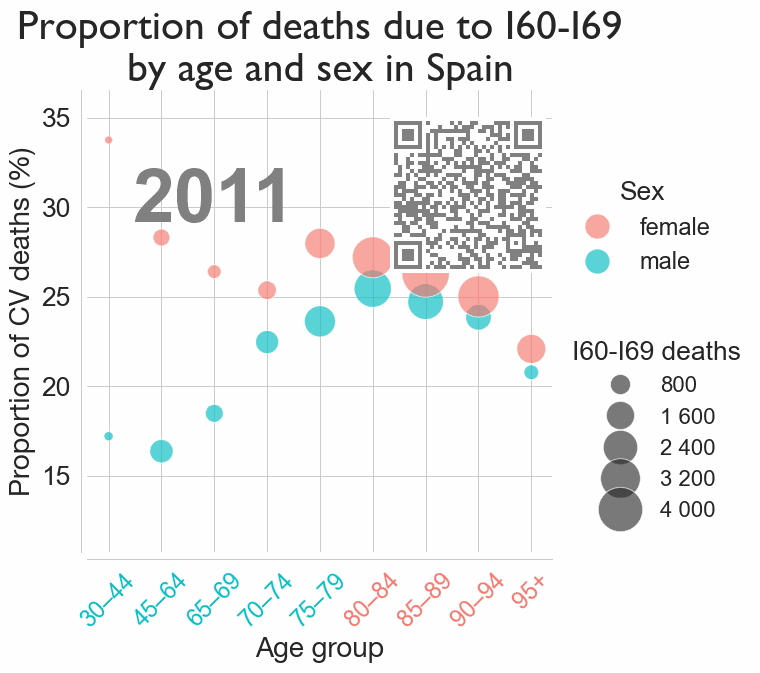 Proportion of deaths due to I60-I69
by age and sex in Spain
Proportion of CV deaths (%)
35
30
25
20
15
2011
30–44
45–64
65–69
70–74
75–79
80–84
85–89
90–94
95+
Age group
Sex
female
male
I60-I69 deaths
800
1 600
2 400
3 200
4 000